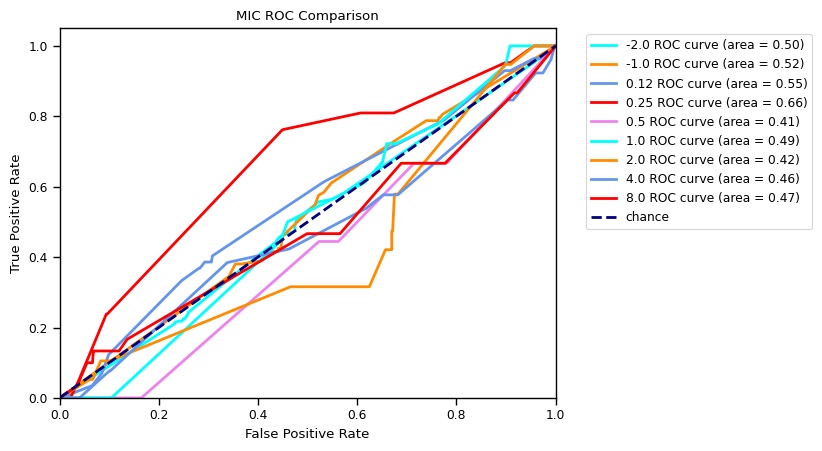 MIC ROC Comparison
1.0
0.8
0.6
0.4
0.2
0.0
True Positive Rate
0.0 0.2 0.4 0.6 0.8 1.0
False Positive Rate
-2.0 ROC curve (area = 0.50)
-1.0 ROC curve (area = 0.52)
0.12 ROC curve (area = 0.55)
0.25 ROC curve (area = 0.66)
0.5 ROC curve (area = 0.41)
1.0 ROC curve (area = 0.49)
2.0 ROC curve (area = 0.42)
4.0 ROC curve (area = 0.46)
8.0 ROC curve (area = 0.47)
chance